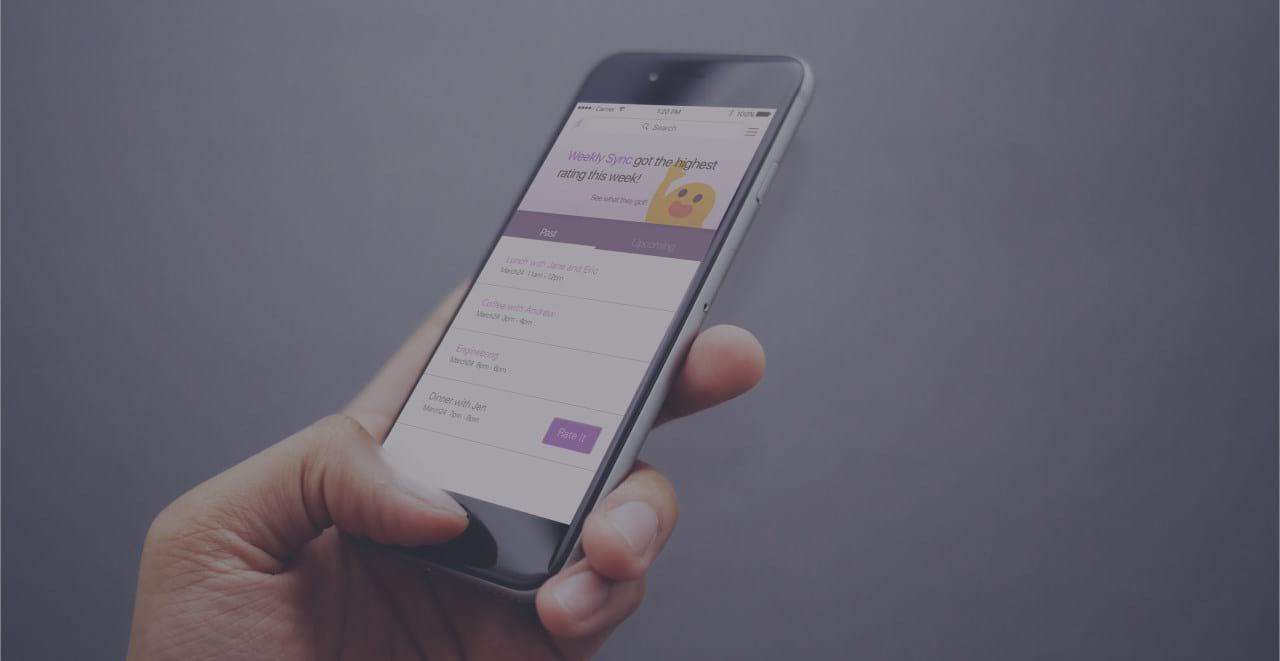 Carrier 1:20 PM 100%
Search
Weekly Sync got the highest
rating this week!
See what they got!
Past Upcoming
Lunch with Jane and Eric
March24 11am - 12pm
Coffee with Andrew
March24 3pm - 4pm
Engineering
March24 5pm - 6pm
Dinner with Jen
March24 7pm - 8pm
Rate It